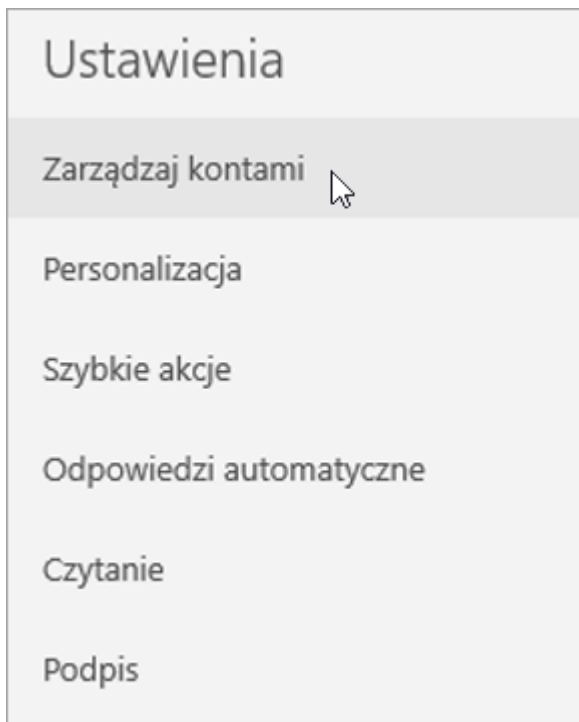 Ustawienia
Zarządzaj kontami
Personalizacja
Szybkie akcje
Odpowiedzi automatyczne
Czytanie
Podpis